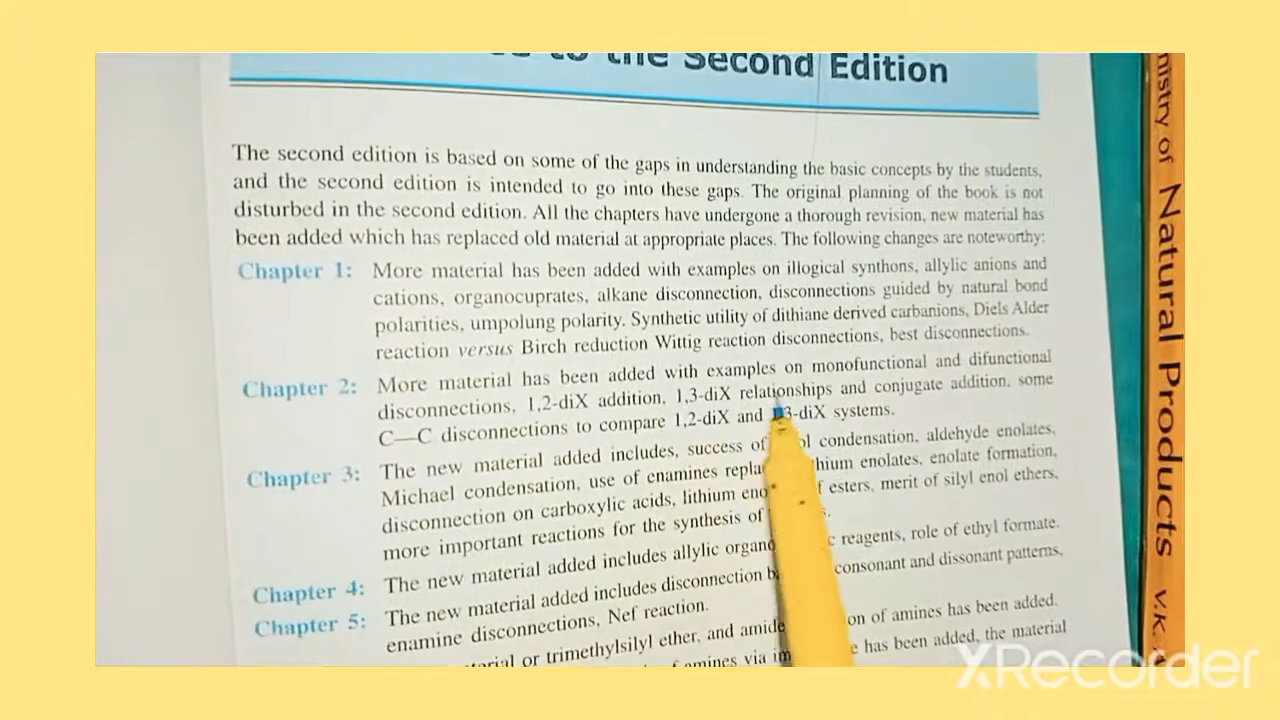 to the Second Edition
The second edition is based on some of the gaps in understanding the basic concepts by the students,
and the second edition is intended to go into these gaps. The original planning of the book is not
disturbed in the second edition. All the chapters have undergone a thorough revision, new material has
been added which has replaced old material at appropriate places. The following changes are noteworthy:
Chapter 1: More material has been added with examples on illogical synthons, allylic anions and
cations, organocuprates, alkane disconnection, disconnections guided by natural bond
polarities, umpolung polarity. Synthetic utility of dithiane derived carbanions, Diels Alder
reaction versus Birch reduction Wittig reaction disconnections, best disconnections.
Chapter 2: More material has been added with examples on monofunctional and difunctional
disconnections, 1,2-diX addition, 1,3-diX relationships and conjugate addition, some
C—C disconnections to compare 1,2-diX and 3-diX systems.
Chapter 3: The new material added includes, success of condensation, aldehyde enolates,
Michael condensation, use of enamines enolates, enolate formation,
disconnection on carboxylic acids, lithium esters, merit of silyl enol ethers,
more important reactions for the synthesis of
Chapter 4: The new material added includes allylic reagents, role of ethyl formate.
Chapter 5: The new material added includes disconnection consonant and dissonant patterns,
enamine disconnections, Nef reaction.
or trimethylsilyl ether, and amide of amines has been added.
amines via has been added, the material
of Natural Products V.K.
XRecorder